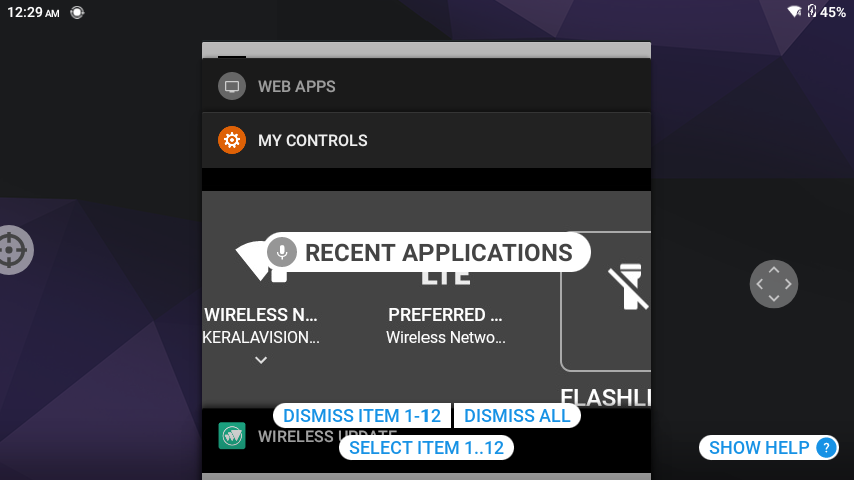 12:29 AM
45%
WEB APPS
MY CONTROLS
RECENT APPLICATIONS
LTE
WIRELESS N...
PREFERRED ...
KERALAVISION...
Wireless Netwo...
FLASHLI
DISMISS ITEM 1-12
DISMISS ALL
WIRELESS UPDATE
SELECT ITEM 1..12
SHOW HELP ?